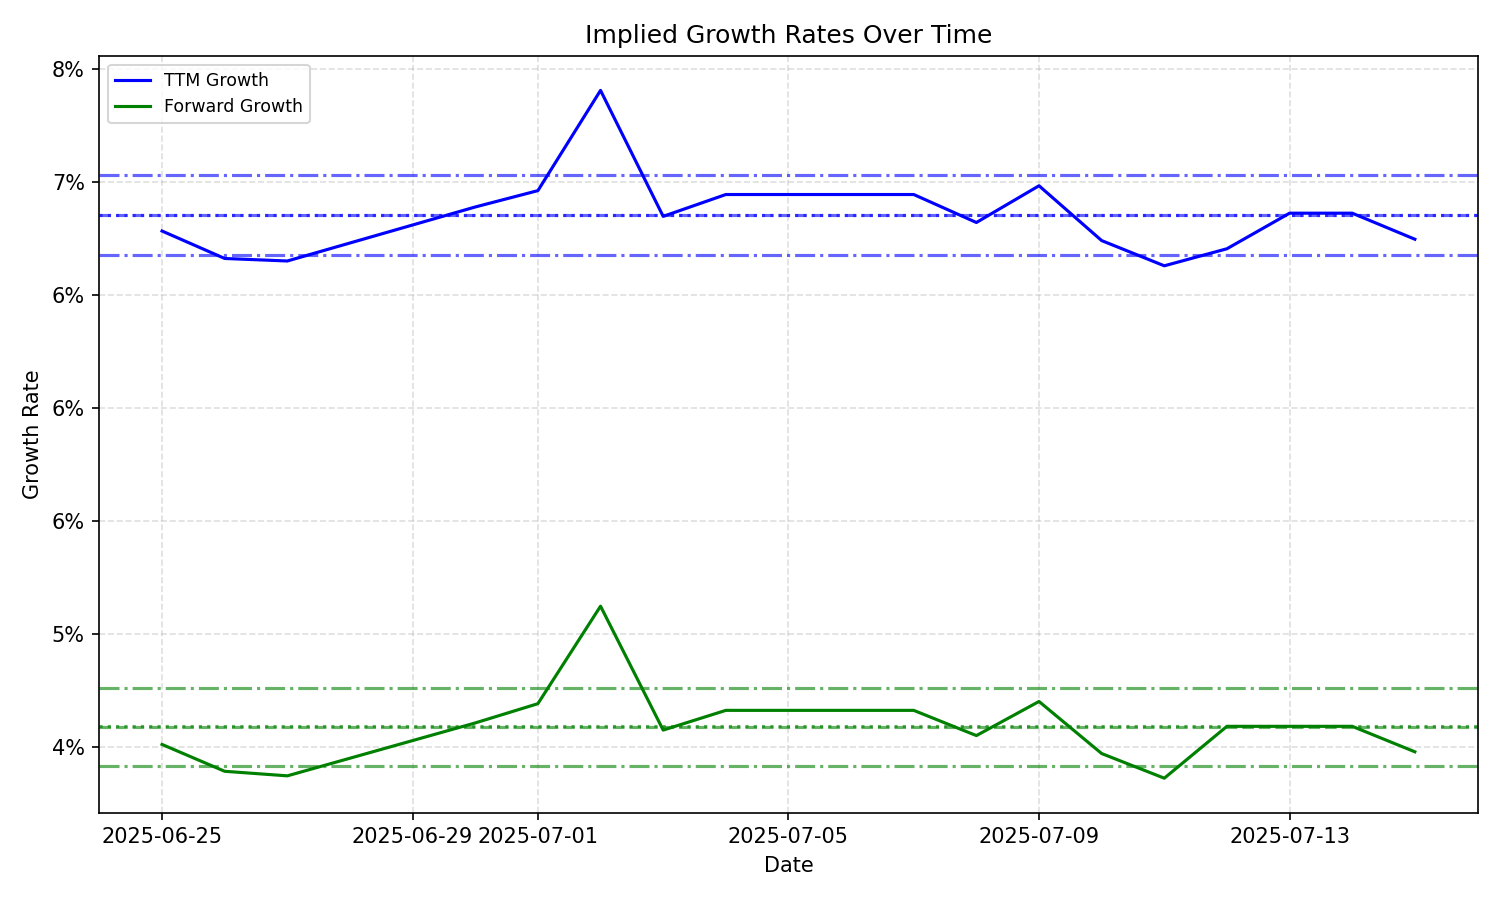 Implied Growth Rates Over Time
TTM Growth
Forward Growth
8%
7%
6%
6%
6%
5%
4%
Growth Rate
2025-06-25
2025-06-29
2025-07-01
2025-07-05
2025-07-09
2025-07-13
Date